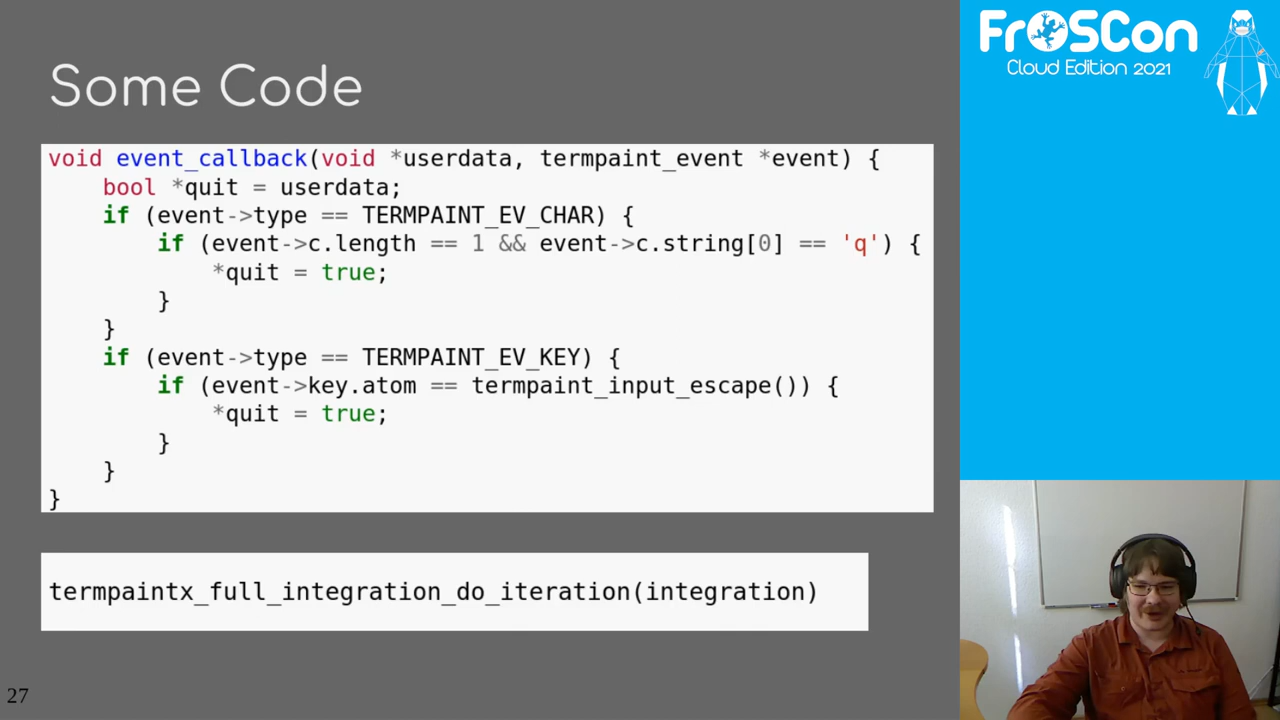 Some Code
void event_callback(void *userdata, termpaint_event *event) {
    bool *quit = userdata;
    if (event->type == TERMPAINT_EV_CHAR) {
        if (event->c.length == 1 && event->c.string[0] == 'q') {
            *quit = true;
        }
    }
    if (event->type == TERMPAINT_EV_KEY) {
        if (event->key.atom == termpaint_input_escape()) {
            *quit = true;
        }
    }
}
termpaintx_full_integration_do_iteration(integration)
27
FrOSCon
Cloud Edition 2021